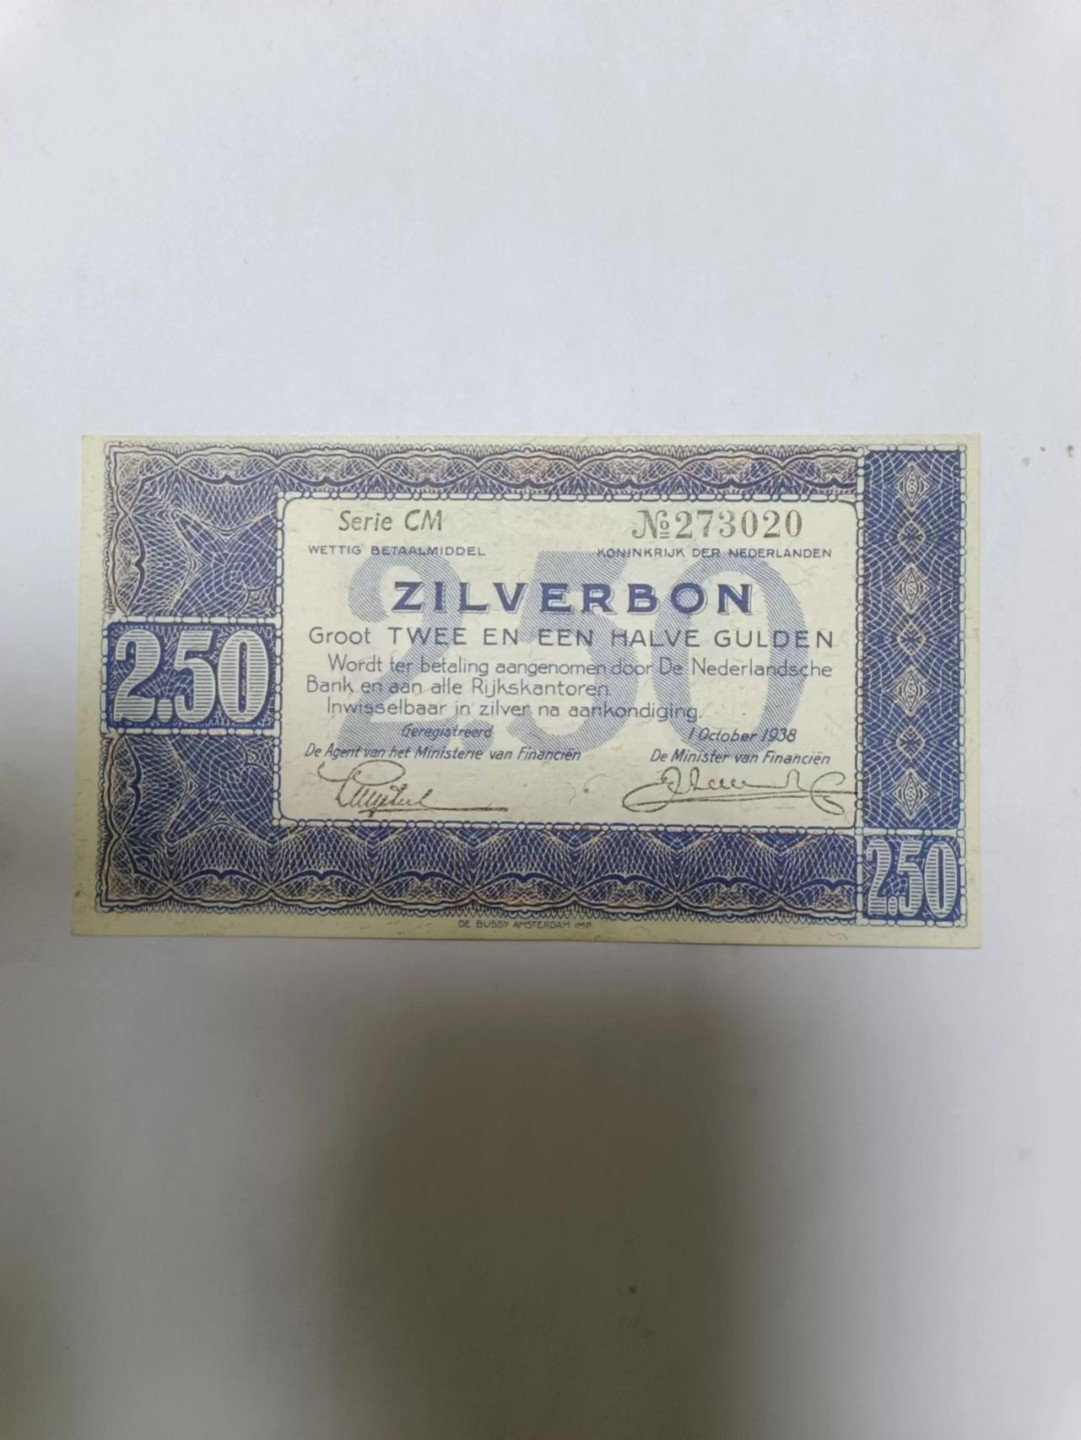 Serie CM №273020
WETTIG BETAALMIDDEL KONINKRIJK DER NEDERLANDEN
2.50
ZILVERBON
Groot TWEE EN EEN HALVE GULDEN
2.50
Wordt ter betaling aangenomen door De Nederlandsche
Bank en aan alle Rijkskantoren.
Inwisselbaar in zilver na aankondiging.
Geregistreerd 1 October 1938
De Agent van het Ministerie van Financiën De Minister van Financiën
2.50
DE BUSSY AMSTERDAM IMP